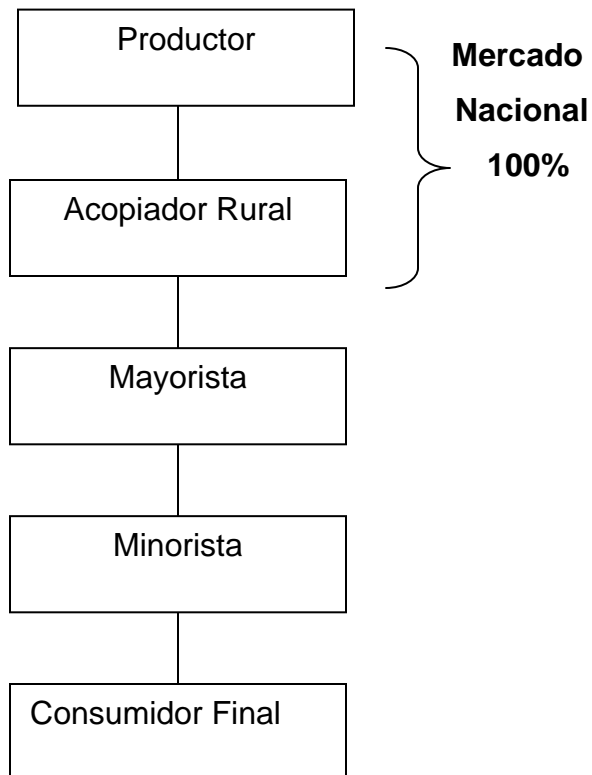 Productor
Mercado
Nacional
100%
Acopiador Rural
Mayorista
Minorista
Consumidor Final